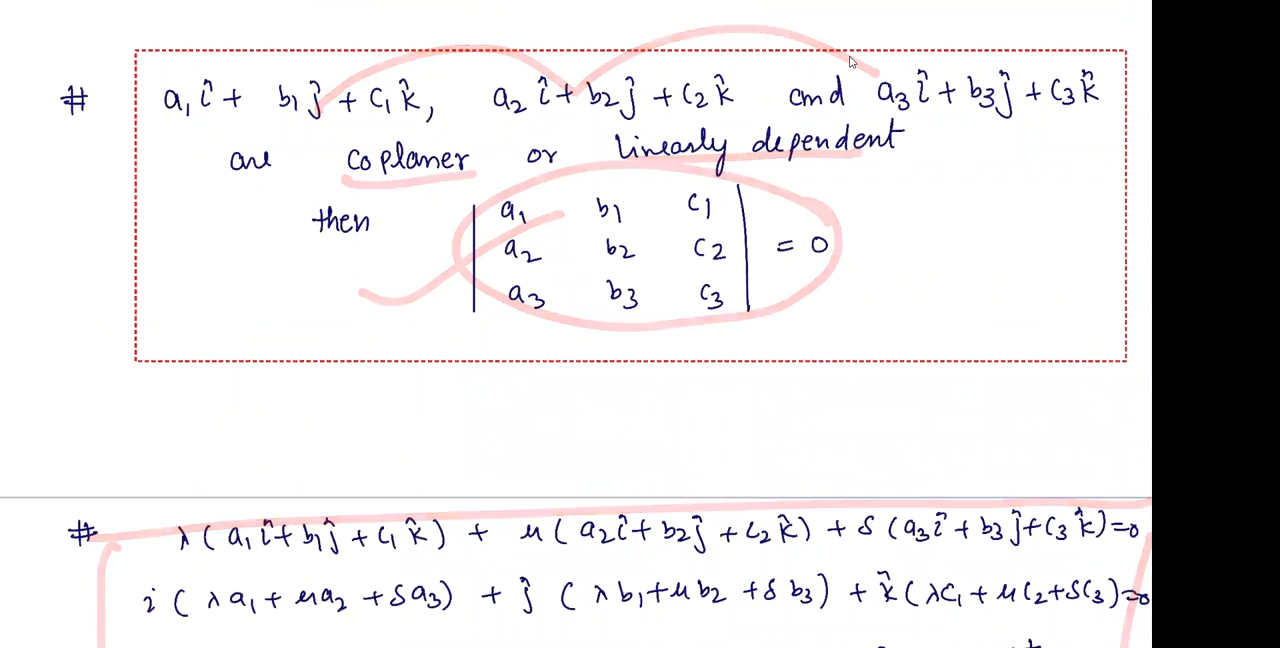 # a₁î + b₁ĵ + c₁k̂, a₂î + b₂ĵ + c₂k̂ and a₃î + b₃ĵ + c₃k̂
are coplaner or linearly dependent
then | a₁ b₁ c₁ |
| a₂ b₂ c₂ | = 0
| a₃ b₃ c₃ |
# λ(a₁î + b₁ĵ + c₁k̂) + μ(a₂î + b₂ĵ + c₂k̂) + δ(a₃î + b₃ĵ + c₃k̂) = 0
i(λa₁ + μa₂ + δa₃) + ĵ(λb₁ + μb₂ + δb₃) + k̂(λc₁ + μc₂ + δc₃) = 0